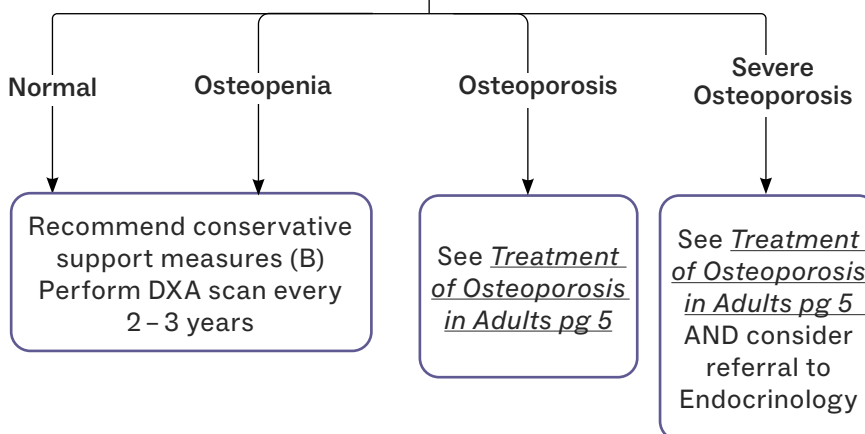 Normal
Osteopenia
Osteoporosis
Severe
Osteoporosis
Recommend conservative
support measures (B)
Perform DXA scan every
2 – 3 years
See Treatment
of Osteoporosis
in Adults pg 5
See Treatment
of Osteoporosis
in Adults pg 5
AND consider
referral to
Endocrinology